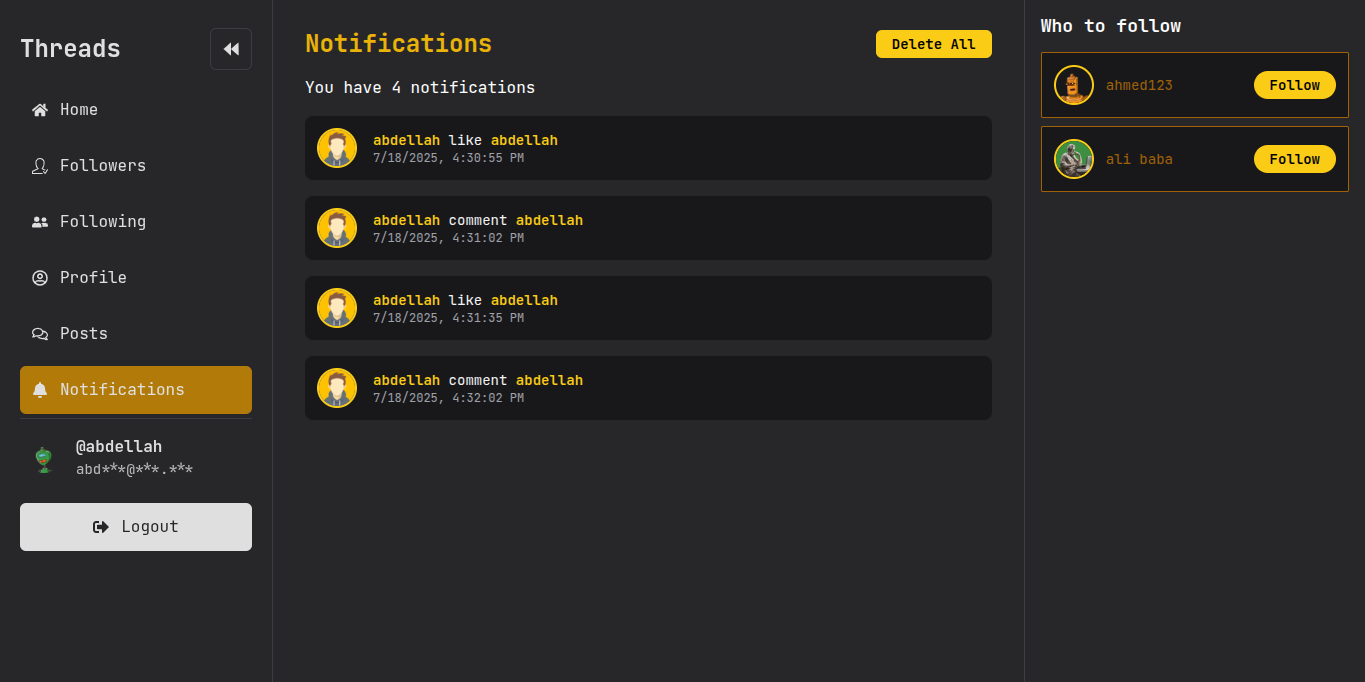 Threads
Home
Followers
Following
Profile
Posts
Notifications
@abdellah
abd***@***.***
Logout
Notifications
Delete All
You have 4 notifications
abdellah like abdellah
7/18/2025, 4:30:55 PM
abdellah comment abdellah
7/18/2025, 4:31:02 PM
abdellah like abdellah
7/18/2025, 4:31:35 PM
abdellah comment abdellah
7/18/2025, 4:32:02 PM
Who to follow
ahmed123
Follow
ali baba
Follow